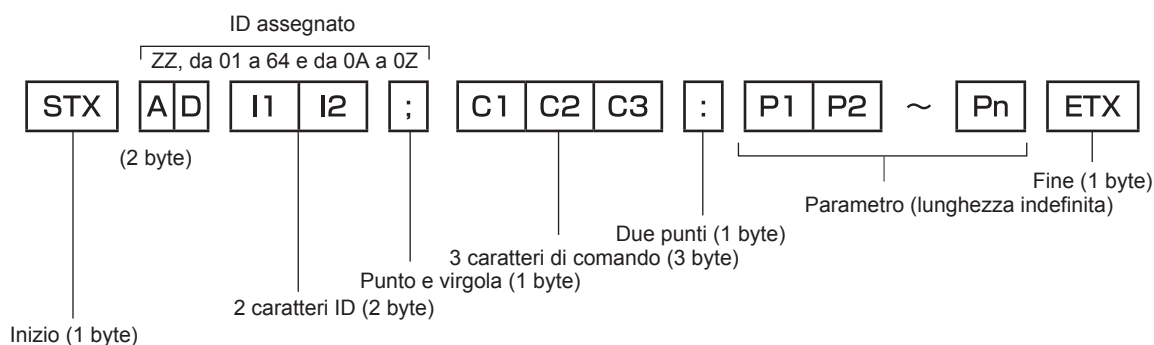 ID assegnato
ZZ, da 01 a 64 e da 0A a 0Z
STX A D I1 I2 ; C1 C2 C3 : P1 P2 ~ Pn ETX
(2 byte)
Fine (1 byte)
Parametro (lunghezza indefinita)
Due punti (1 byte)
3 caratteri di comando (3 byte)
Punto e virgola (1 byte)
2 caratteri ID (2 byte)
Inizio (1 byte)